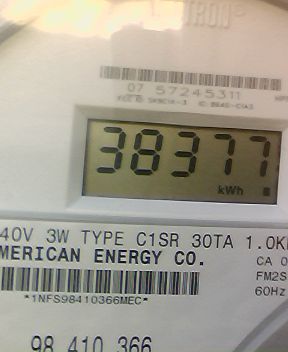 TRON
07 57245311
38377
kWh
40V 3W TYPE C1SR 30TA 1.0K
MERICAN ENERGY CO.
CA 0
FM2S
60Hz
*1NFS98410366MEC*
98 410 366